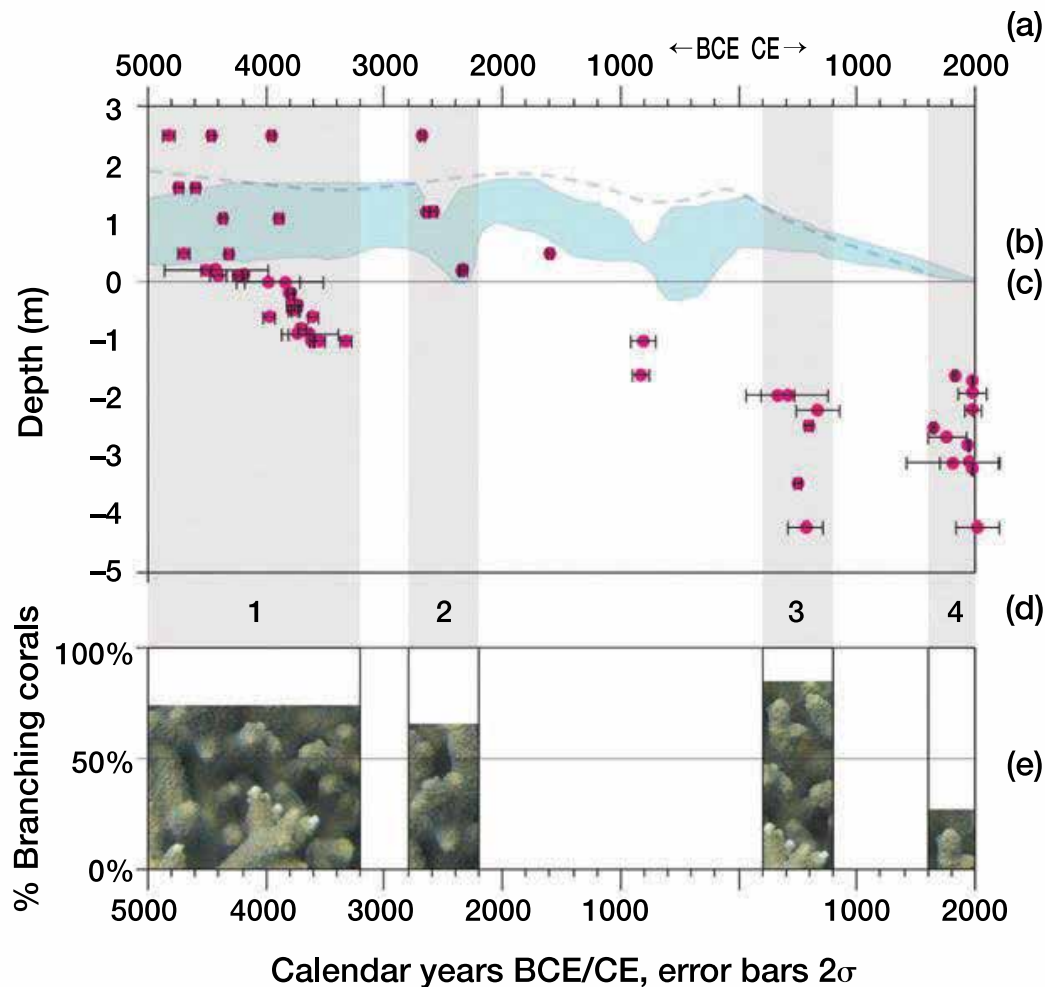 (a)
←BCE CE→
5000 4000 3000 2000 1000 1000 2000
3
2
1
0
–1
–2
–3
–4
–5
Depth (m)
(b)
(c)
1 2 3 4
(d)
% Branching corals
100%
50%
0%
(e)
5000 4000 3000 2000 1000 1000 2000
Calendar years BCE/CE, error bars 2σ